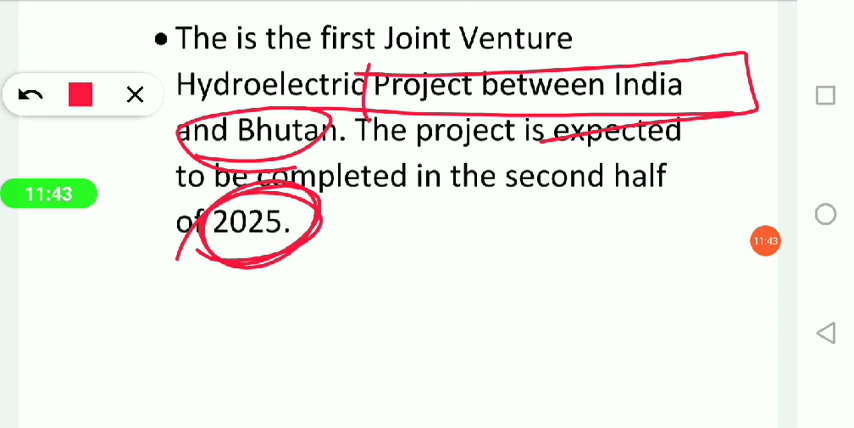 • The is the first Joint Venture
Hydroelectric Project between India
and Bhutan. The project is expected
to be completed in the second half
of 2025.
11:43
11:43